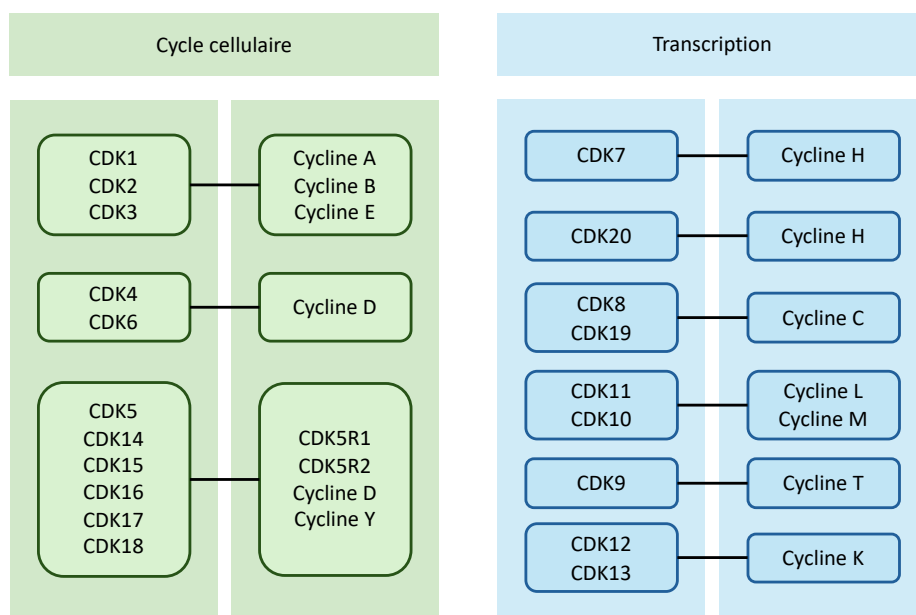 Cycle cellulaire
CDK1
CDK2
CDK3
Cycline A
Cycline B
Cycline E
CDK4
CDK6
Cycline D
CDK5
CDK14
CDK15
CDK16
CDK17
CDK18
CDK5R1
CDK5R2
Cycline D
Cycline Y
Transcription
CDK7
Cycline H
CDK20
Cycline H
CDK8
CDK19
Cycline C
CDK11
CDK10
Cycline L
Cycline M
CDK9
Cycline T
CDK12
CDK13
Cycline K